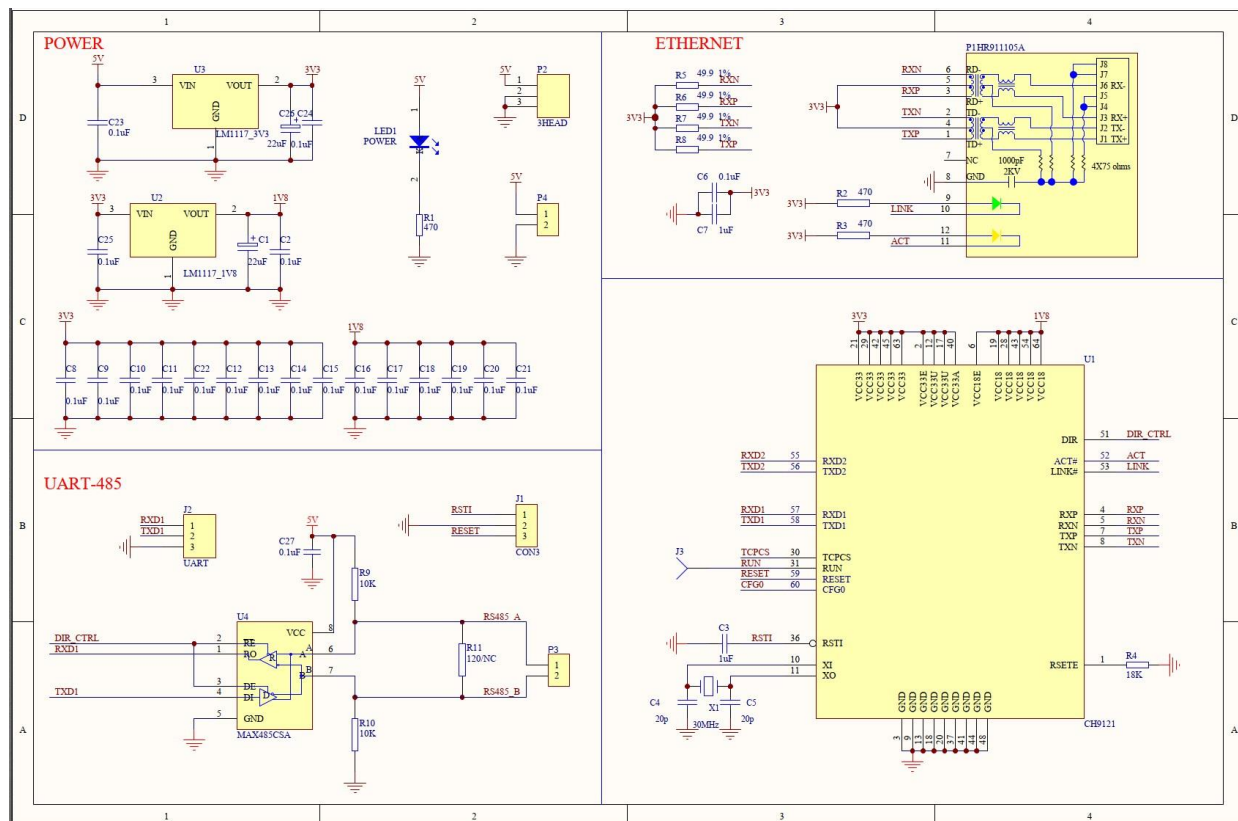 1 2 3 4
POWER
5V
U3
3 VIN VOUT 2
GND
1
LM1117_3V3
3V3
C23
0.1uF
C26 C24
22uF 0.1uF
5V
1
LED1
POWER
2
R1
470
5V
P2
1
2
3
3HEAD
3V3
U2
3 VIN VOUT 2
GND
1
LM1117_1V8
1V8
C25
0.1uF
C1
22uF
C2
0.1uF
5V
P4
1
2
3V3
C8 C9 C10 C11 C22 C12 C13 C14 C15
0.1uF 0.1uF 0.1uF 0.1uF 0.1uF 0.1uF 0.1uF 0.1uF 0.1uF
1V8
C16 C17 C18 C19 C20 C21
0.1uF 0.1uF 0.1uF 0.1uF 0.1uF 0.1uF
ETHERNET
3V3
R5 49.9 1% RXN
R6 49.9 1% RXP
R7 49.9 1% TXN
R8 49.9 1% TXP
C6 0.1uF
3V3
C7 1uF
P1HR911105A
RXN 6 RD-
5
RXP 3 RD+
3V3
TXN 2 TD-
4
TXP 1 TD+
7 NC
8 GND
1000pF
2KV
4X75 ohms
J8
J7
J6 RX-
J5
J4
J3 RX+
J2 TX-
J1 TX+
3V3 R2 470 9
LINK 10
3V3 R3 470 12
ACT 11
UART-485
J2
RXD1 1
TXD1 2
3
UART
J1
RSTI 1
2
RESET 3
CON3
5V
C27
0.1uF
R9
10K
U4
VCC 8
DIR_CTRL 2 RE
RXD1 1 RO
R
A A 6
B B 7
3 DE
TXD1 4 DI
D
5 GND
MAX485CSA
RS485_A
R11
120/NC
RS485_B
P3
1
2
R10
10K
3V3
21 29 42 45 63 2 12 17 40
VCC33 VCC33 VCC33 VCC33 VCC33 VCC33E VCC33U VCC33U VCC33A
1V8
6 19 28 43 54 64
VCC18E VCC18 VCC18 VCC18 VCC18 VCC18
U1
DIR 51 DIR_CTRL
ACT# 52 ACT
LINK# 53 LINK
RXD2 55 RXD2
TXD2 56 TXD2
RXD1 57 RXD1
TXD1 58 TXD1
RXP 4 RXP
RXN 5 RXN
TXP 7 TXP
TXN 8 TXN
J3
TCPCS 30 TCPCS
RUN 31 RUN
RESET 59 RESET
CFG0 60 CFG0
C3
1uF
RSTI 36 RSTI
10 XI
11 XO
C4
20p
X1
30MHz
C5
20p
RSETE 1 R4
18K
GND GND GND GND GND GND GND GND GND
3 9 13 18 20 37 41 44 48
CH9121
D D
C C
B B
A A
1 2 3 4